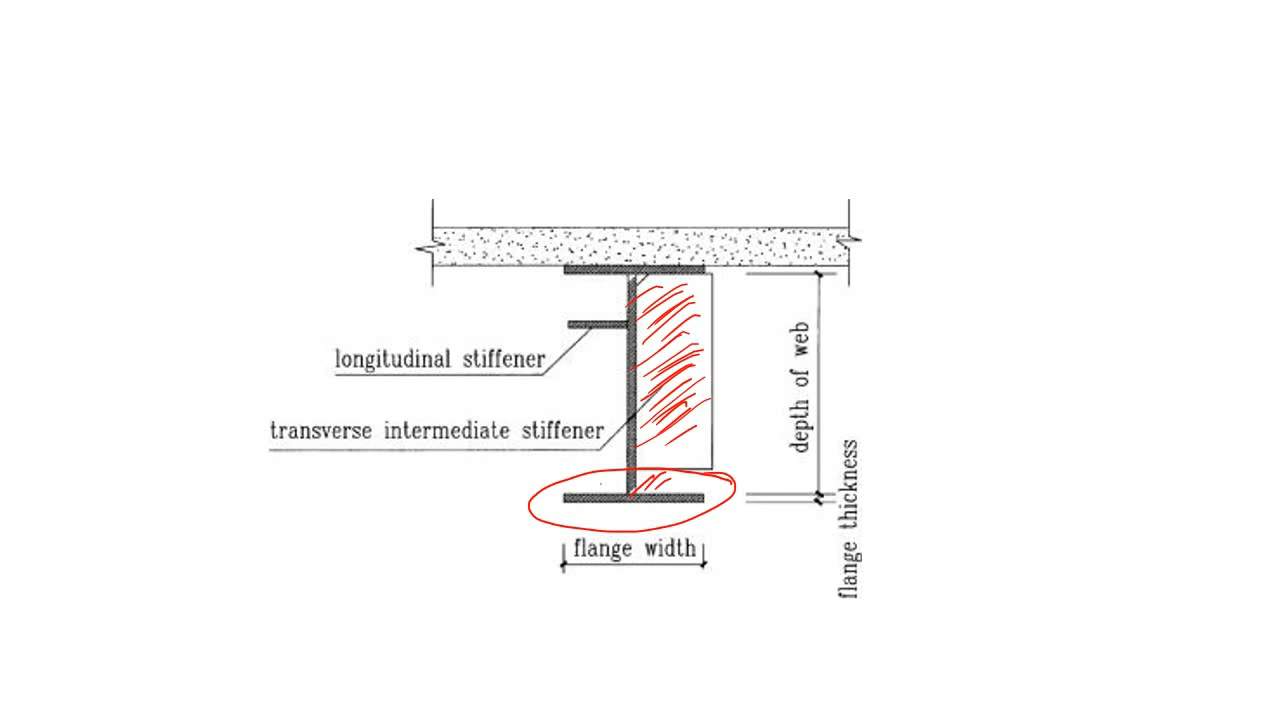 longitudinal stiffener
transverse intermediate stiffener
depth of web
flange thickness
flange width